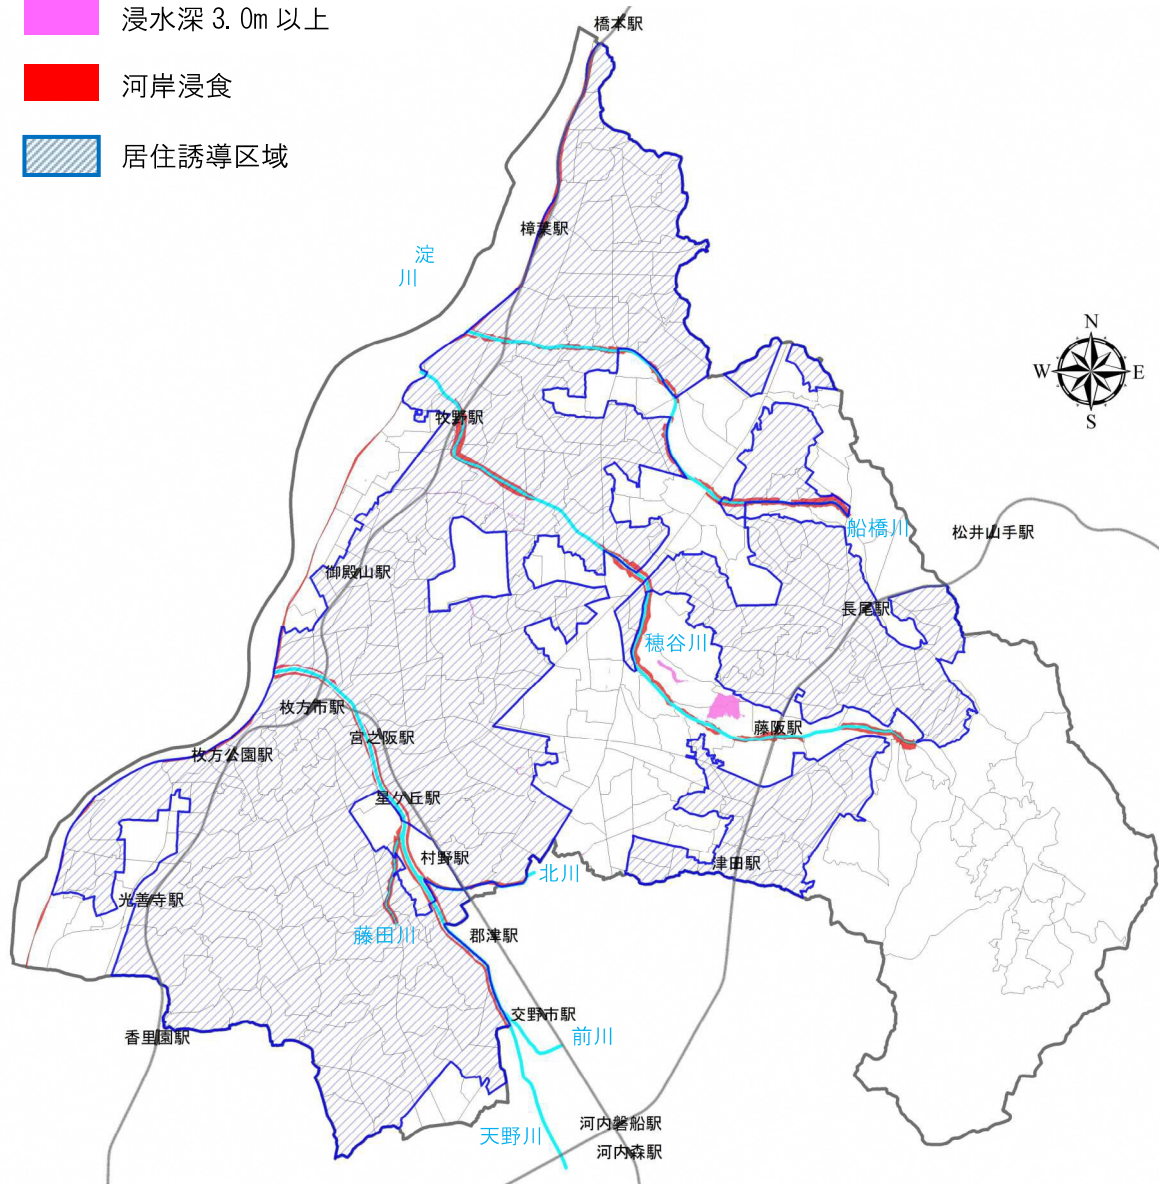 浸水深 3.0m 以上
河岸浸食
居住誘導区域
橋本駅
樟葉駅
淀
川
N
W
E
S
牧野駅
船橋川
松井山手駅
御殿山駅
長尾駅
穂谷川
枚方市駅
宮之阪駅
藤阪駅
枚方公園駅
星ケ丘駅
村野駅
津田駅
北川
光善寺駅
藤田川
郡津駅
交野市駅
前川
香里園駅
天野川
河内磐船駅
河内森駅